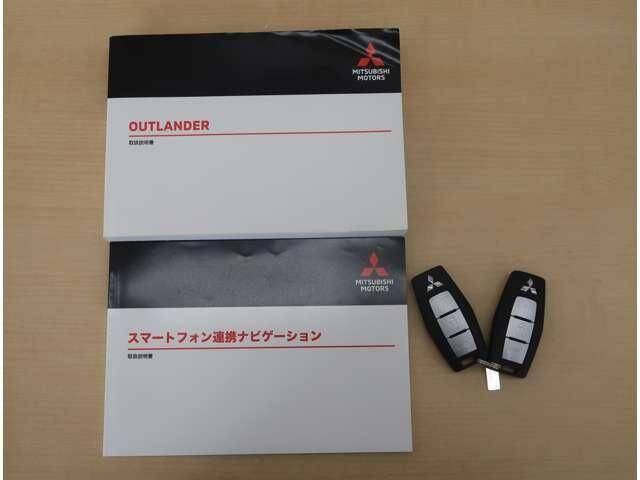 MITSUBISHI
MOTORS
OUTLANDER
取扱説明書
MITSUBISHI
MOTORS
スマートフォン連携ナビゲーション
取扱説明書